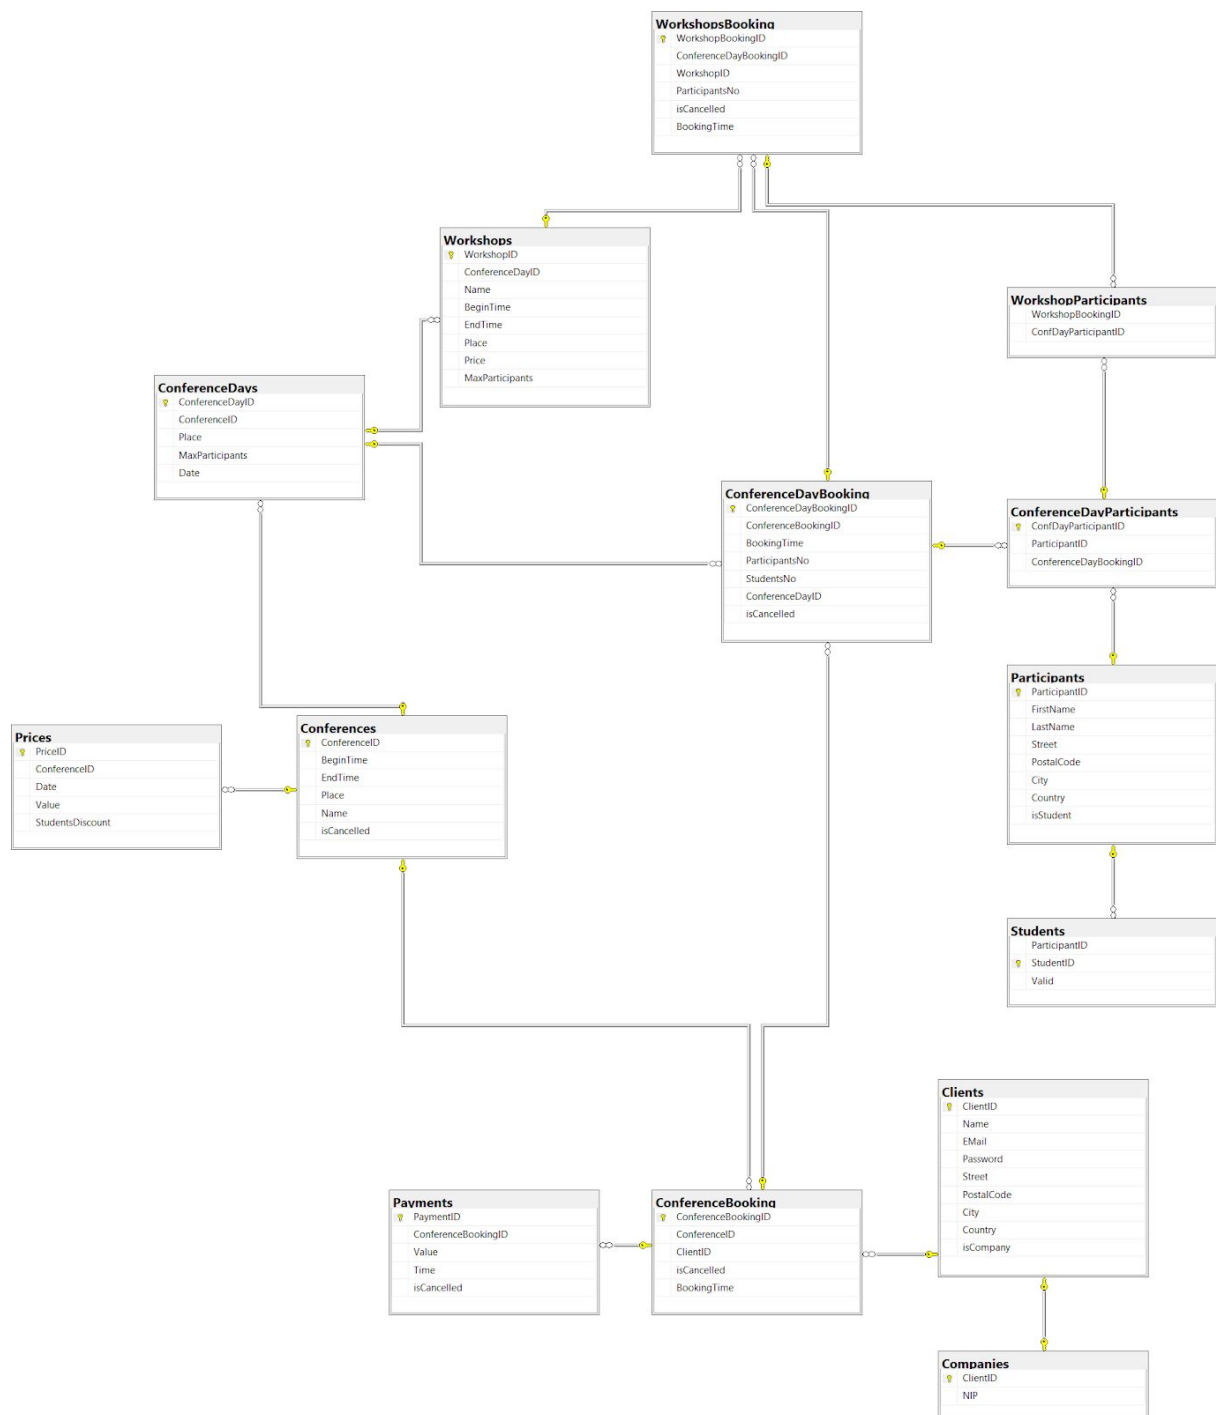 WorkshopsBooking
WorkshopBookingID
ConferenceDayBookingID
WorkshopID
ParticipantsNo
isCancelled
BookingTime
Workshops
WorkshopID
ConferenceDayID
Name
BeginTime
EndTime
Place
Price
MaxParticipants
WorkshopParticipants
WorkshopBookingID
ConfDayParticipantID
ConferenceDays
ConferenceDayID
ConferenceID
Place
MaxParticipants
Date
ConferenceDayBooking
ConferenceDayBookingID
ConferenceBookingID
BookingTime
ParticipantsNo
StudentsNo
ConferenceDayID
isCancelled
ConferenceDayParticipants
ConfDayParticipantID
ParticipantID
ConferenceDayBookingID
Participants
ParticipantID
FirstName
LastName
Street
PostalCode
City
Country
isStudent
Prices
PriceID
ConferenceID
Date
Value
StudentsDiscount
Conferences
ConferenceID
BeginTime
EndTime
Place
Name
isCancelled
Students
ParticipantID
StudentID
Valid
Clients
ClientID
Name
EMail
Password
Street
PostalCode
City
Country
isCompany
Payments
PaymentID
ConferenceBookingID
Value
Time
isCancelled
ConferenceBooking
ConferenceBookingID
ConferenceID
ClientID
isCancelled
BookingTime
Companies
ClientID
NIP